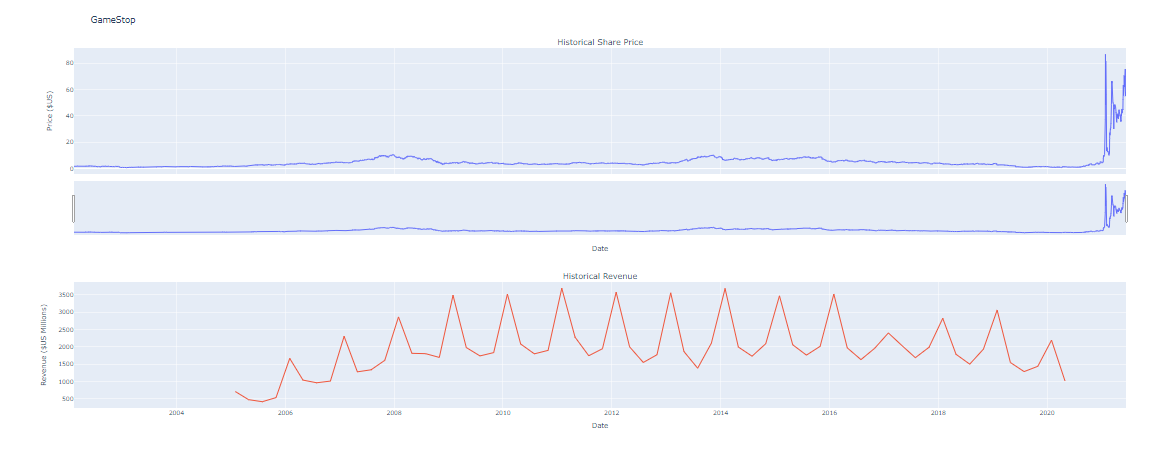 GameStop
Historical Share Price
80
60
40
20
0
Price ($US)
Date
Historical Revenue
3500
3000
2500
2000
1500
1000
500
Revenue ($US Millions)
2004 2006 2008 2010 2012 2014 2016 2018 2020
Date